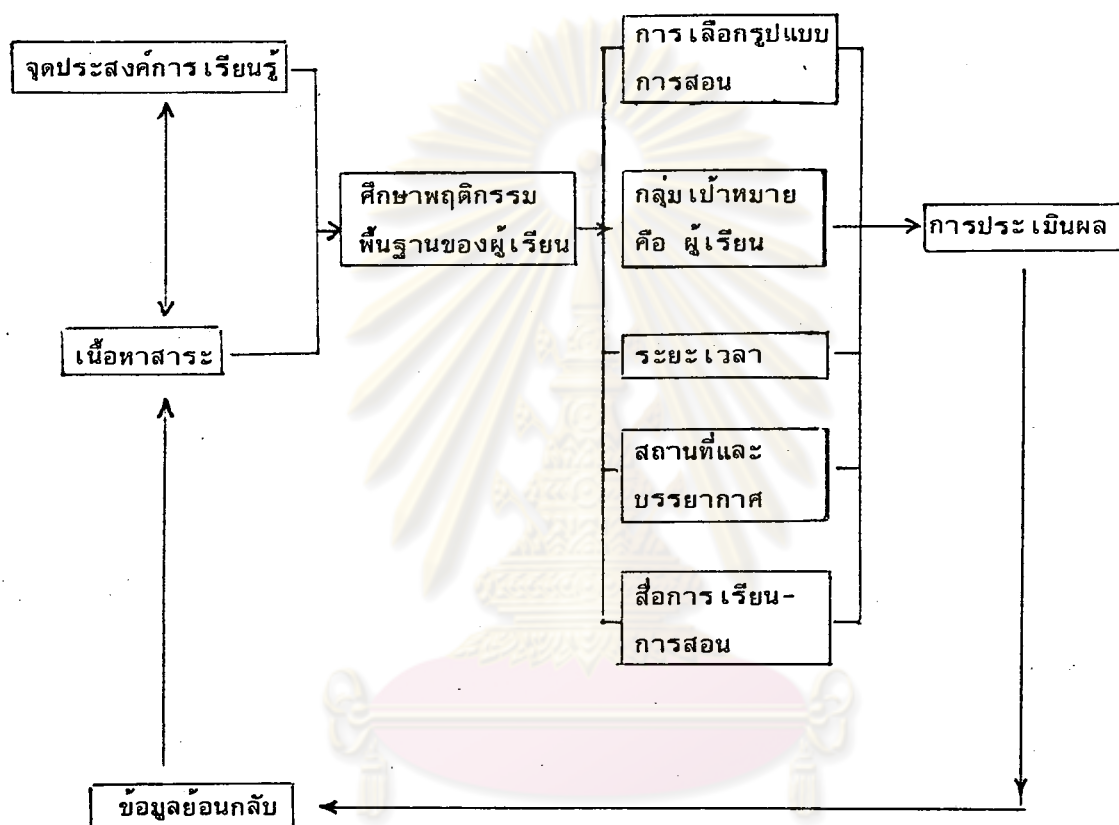 จุดประสงค์การเรียนรู้
เนื้อหาสาระ
ศึกษาพฤติกรรม
พื้นฐานของผู้เรียน
การเลือกรูปแบบ
การสอน
กลุ่มเป้าหมาย
คือ ผู้เรียน
ระยะเวลา
สถานที่และ
บรรยากาศ
สื่อการเรียน-
การสอน
การประเมินผล
ข้อมูลย้อนกลับ